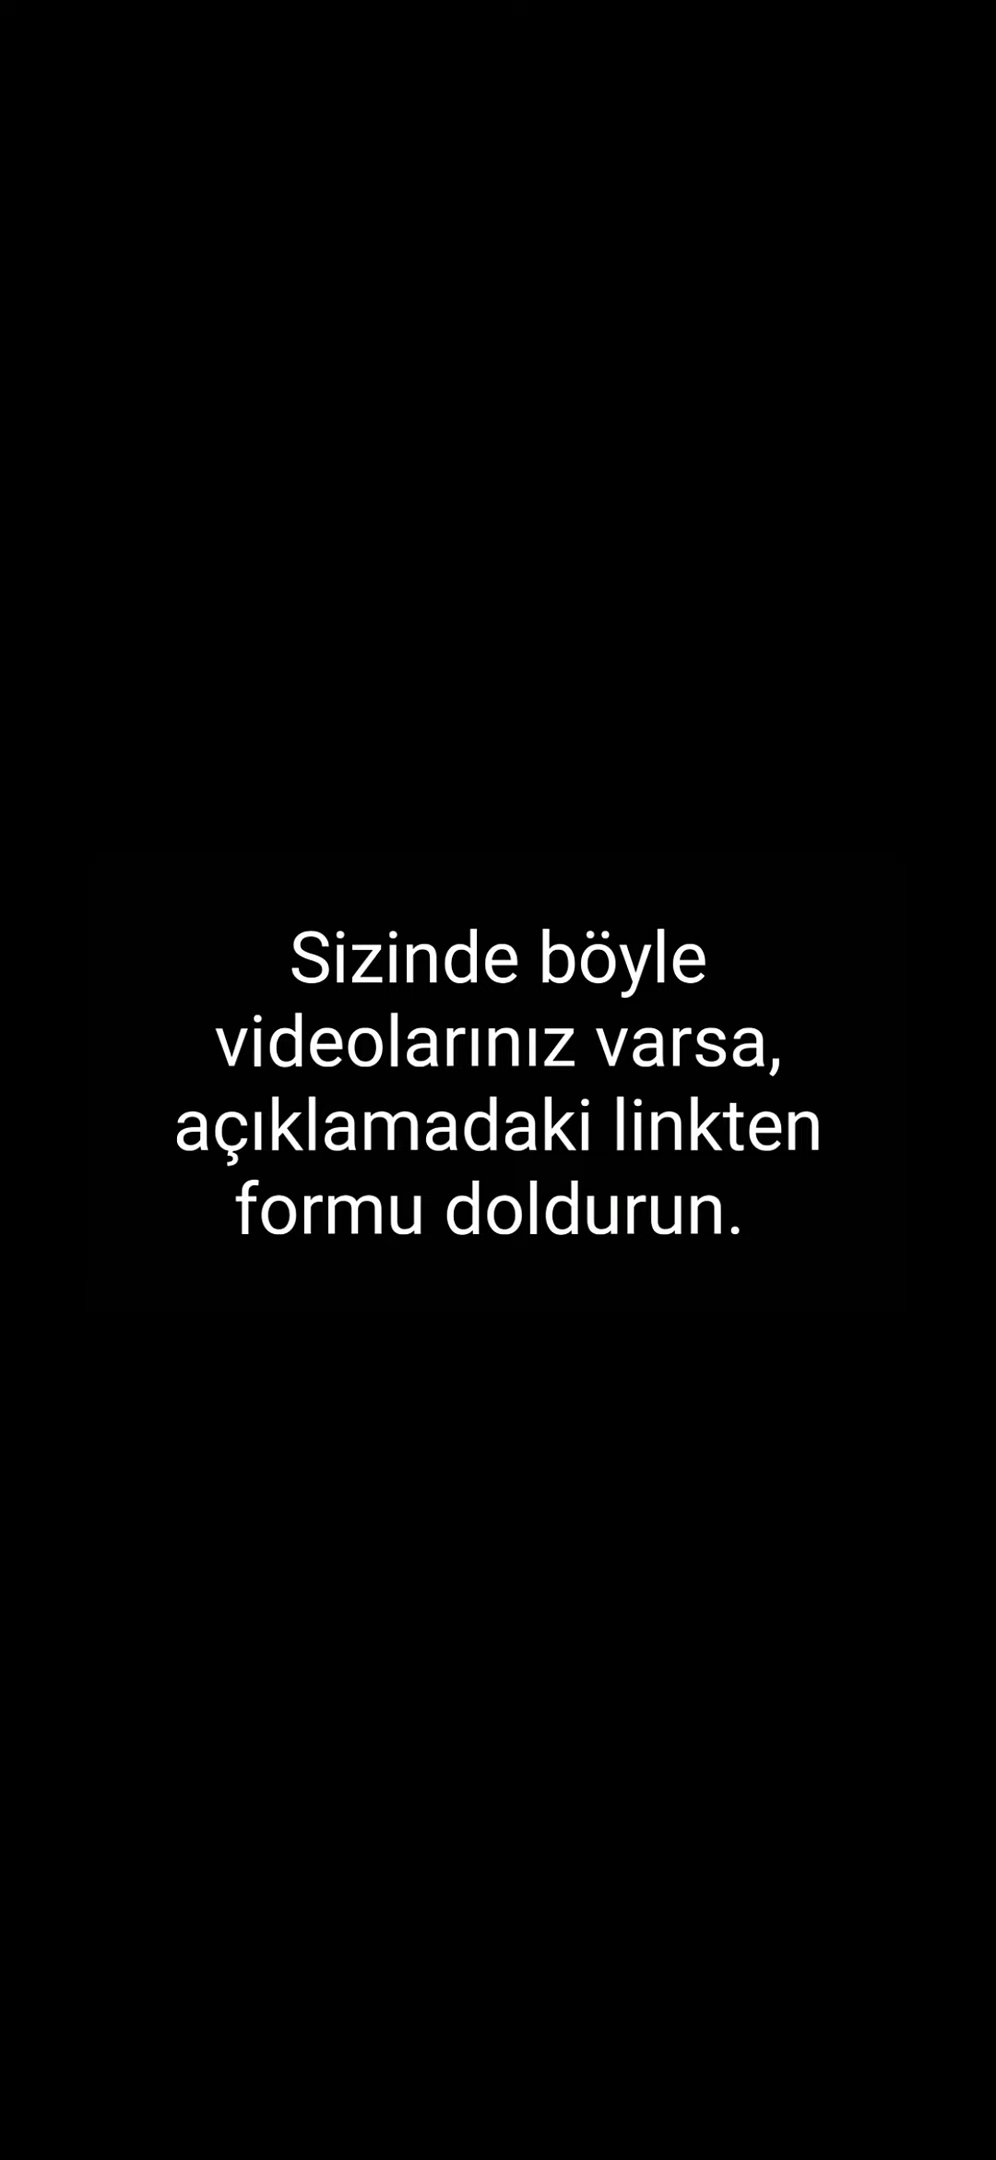 Sizinde böyle
videolarınız varsa,
açıklamadaki linkten
formu doldurun.